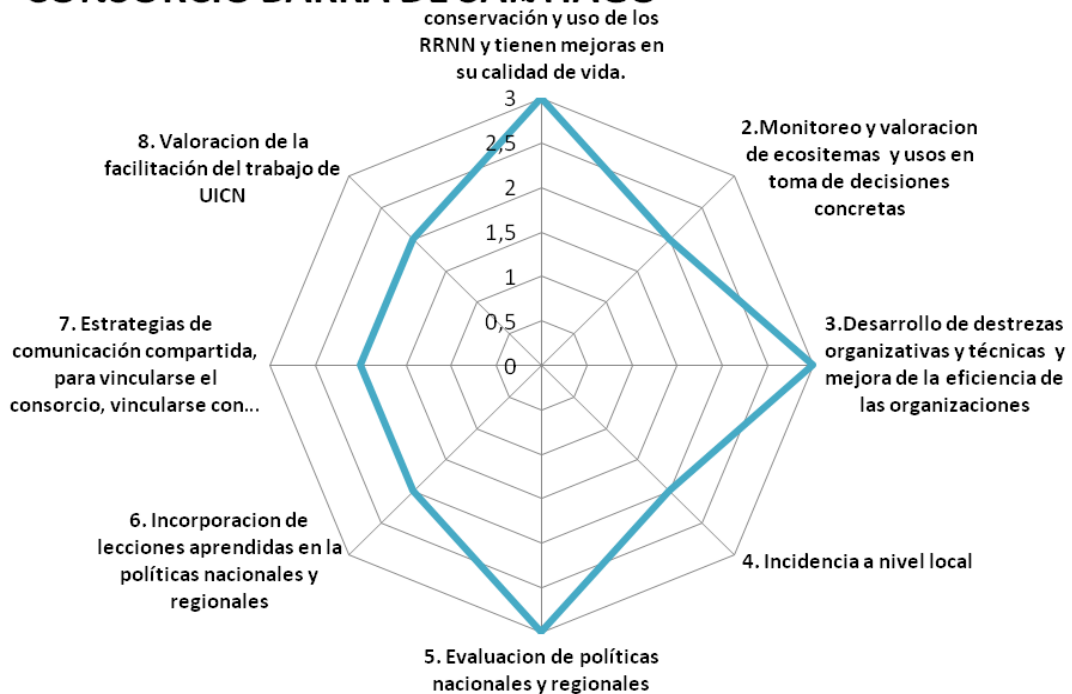 CONSORCIO BARRA DE SANTIAGO
conservación y uso de los
RRNN y tienen mejoras en
su calidad de vida.
3
2,5
2
1,5
1
0,5
0
2.Monitoreo y valoracion
de ecositemas y usos en
toma de decisiones
concretas
3.Desarrollo de destrezas
organizativas y técnicas y
mejora de la eficiencia de
las organizaciones
4. Incidencia a nivel local
5. Evaluacion de políticas
nacionales y regionales
6. Incorporacion de
lecciones aprendidas en la
políticas nacionales y
regionales
7. Estrategias de
comunicación compartida,
para vincularse el
consorcio, vincularse con...
8. Valoracion de la
facilitación del trabajo de
UICN